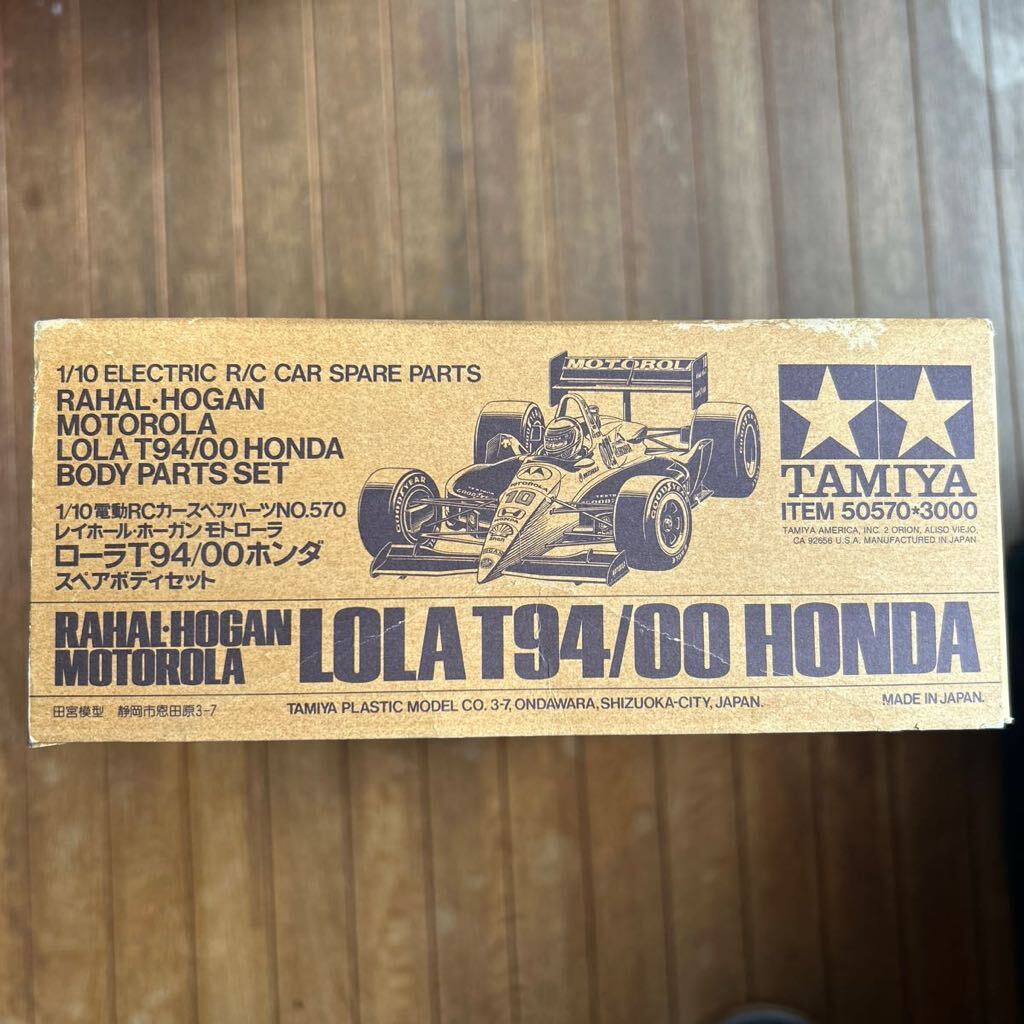 1/10 ELECTRIC R/C CAR SPARE PARTS
RAHAL·HOGAN
MOTOROLA
LOLA T94/00 HONDA
BODY PARTS SET
1/10電動RCカースペアパーツNO.570
レイホール・ホーガン モトローラ
ローラT94/00ホンダ
スペアボディセット
MOTOROL
GOODYEAR
MOTOROLA
10
HONDA
Shell
TAMIYA
ITEM 50570*3000
TAMIYA AMERICA, INC. 2 ORION, ALISO VIEJO,
CA 92656 U.S.A. MANUFACTURED IN JAPAN
RAHAL·HOGAN
MOTOROLA
LOLA T94/00 HONDA
田宮模型 静岡市恩田原3-7
TAMIYA PLASTIC MODEL CO. 3-7, ONDAWARA, SHIZUOKA-CITY, JAPAN.
MADE IN JAPAN.